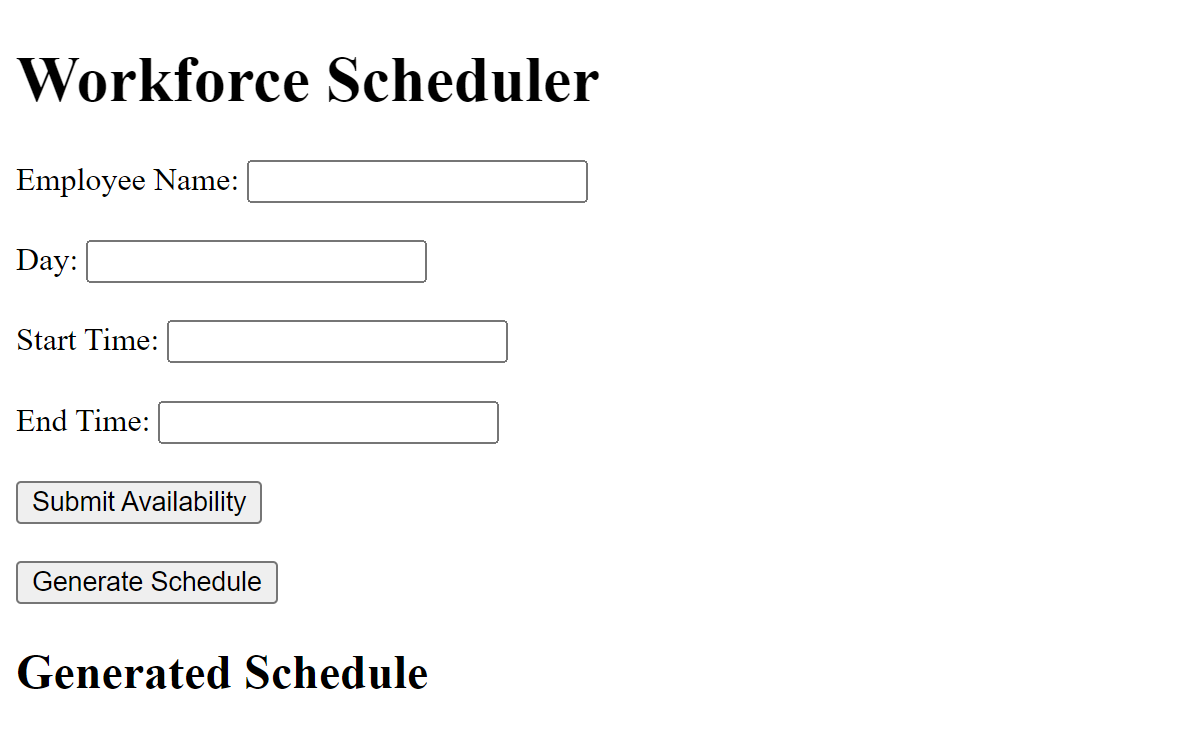 Workforce Scheduler
Employee Name:
Day:
Start Time:
End Time:
Submit Availability
Generate Schedule
Generated Schedule